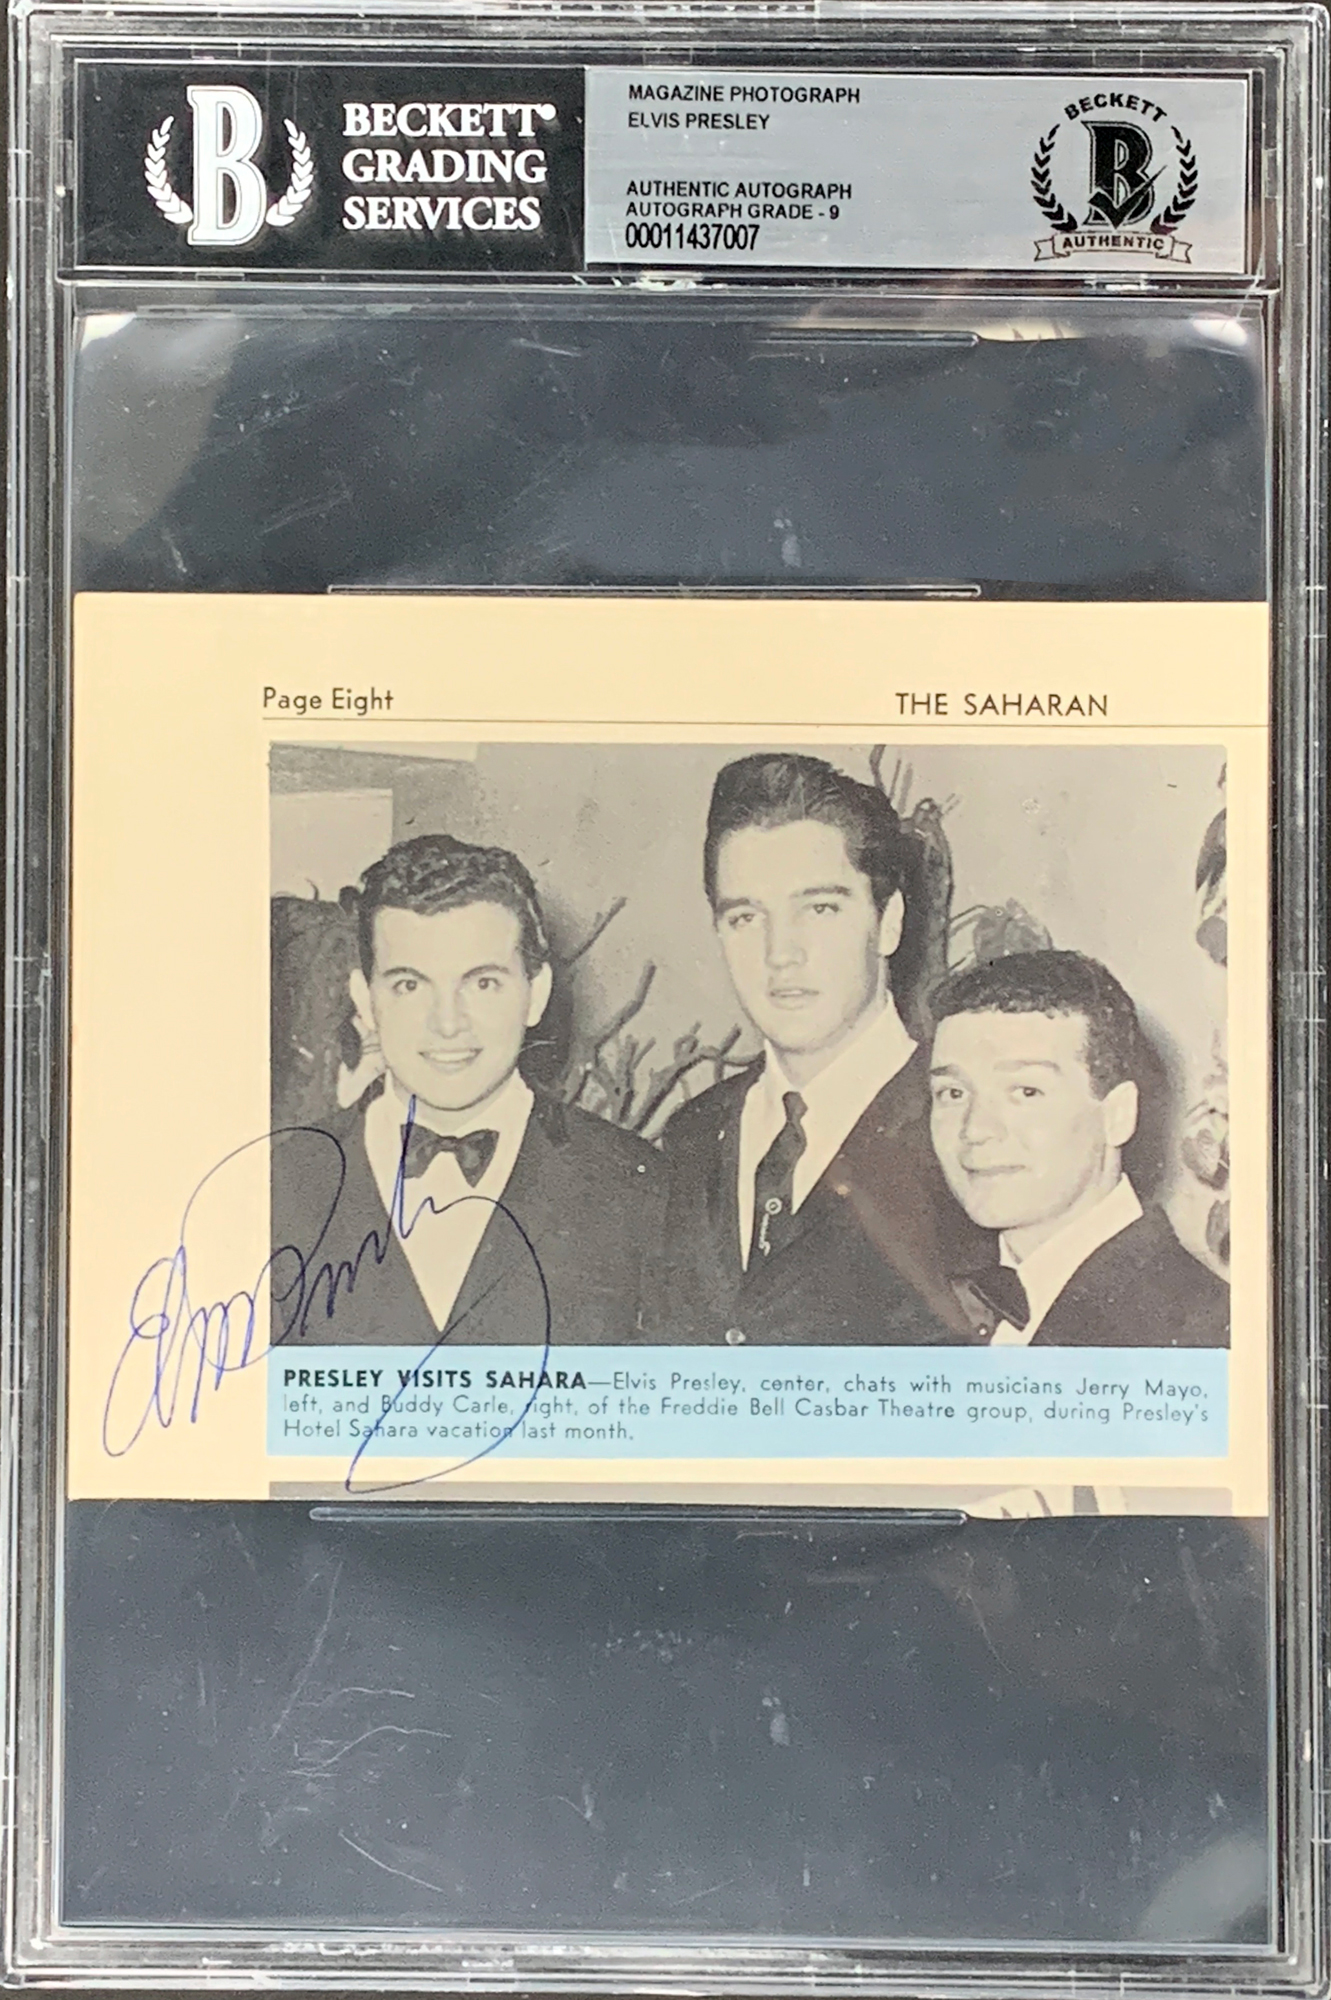 B
BECKETT
GRADING
SERVICES
MAGAZINE PHOTOGRAPH
ELVIS PRESLEY
AUTHENTIC AUTOGRAPH
AUTOGRAPH GRADE - 9
00011437007
BECKETT
B
AUTHENTIC
Page Eight
THE SAHARAN
Elvis Presley
PRESLEY VISITS SAHARA—Elvis Presley, center, chats with musicians Jerry Mayo,
left, and Buddy Carle, right, of the Freddie Bell Casbar Theatre group, during Presley's
Hotel Sahara vacation last month.